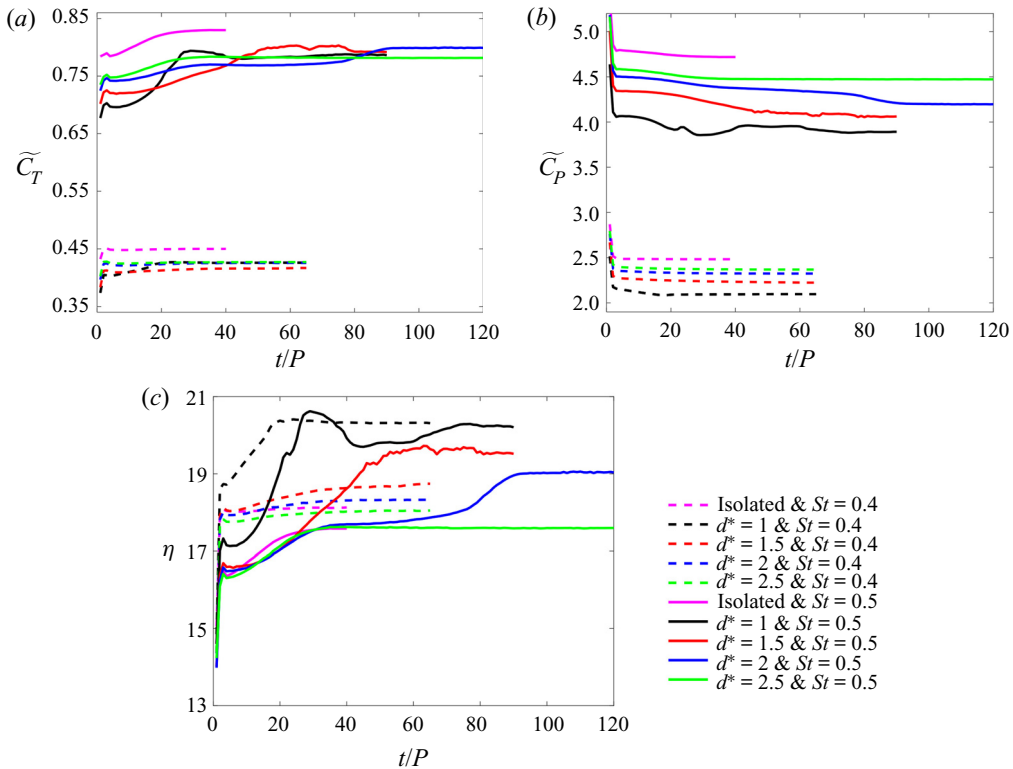 (a)
0.85
0.75
0.65
0.55
0.45
0.35
C̃_T
0 20 40 60 80 100 120
t/P
(b)
5.0
4.5
4.0
3.5
3.0
2.5
2.0
C̃_P
0 20 40 60 80 100 120
t/P
(c)
21
19
17
15
13
η
0 20 40 60 80 100 120
t/P
Isolated & St = 0.4
d* = 1 & St = 0.4
d* = 1.5 & St = 0.4
d* = 2 & St = 0.4
d* = 2.5 & St = 0.4
Isolated & St = 0.5
d* = 1 & St = 0.5
d* = 1.5 & St = 0.5
d* = 2 & St = 0.5
d* = 2.5 & St = 0.5